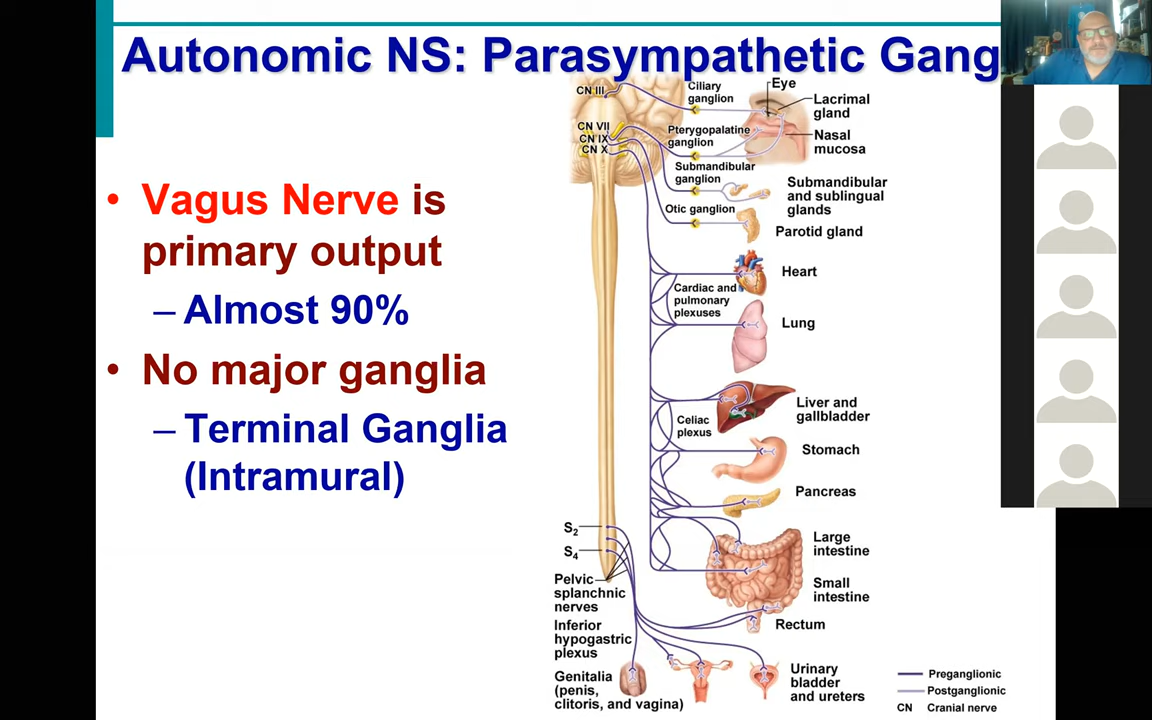 Autonomic NS: Parasympathetic Gang
• Vagus Nerve is
primary output
– Almost 90%
• No major ganglia
– Terminal Ganglia
(Intramural)
CN III
CN VII
CN IX
CN X
Ciliary
ganglion
Eye
Lacrimal
gland
Pterygopalatine
ganglion
Nasal
mucosa
Submandibular
ganglion
Submandibular
and sublingual
glands
Otic ganglion
Parotid gland
Heart
Cardiac and
pulmonary
plexuses
Lung
Liver and
gallbladder
Celiac
plexus
Stomach
Pancreas
Large
intestine
Small
intestine
S2
S4
Pelvic
splanchnic
nerves
Rectum
Inferior
hypogastric
plexus
Genitalia
(penis,
clitoris, and vagina)
Urinary
bladder
and ureters
Preganglionic
Postganglionic
CN Cranial nerve